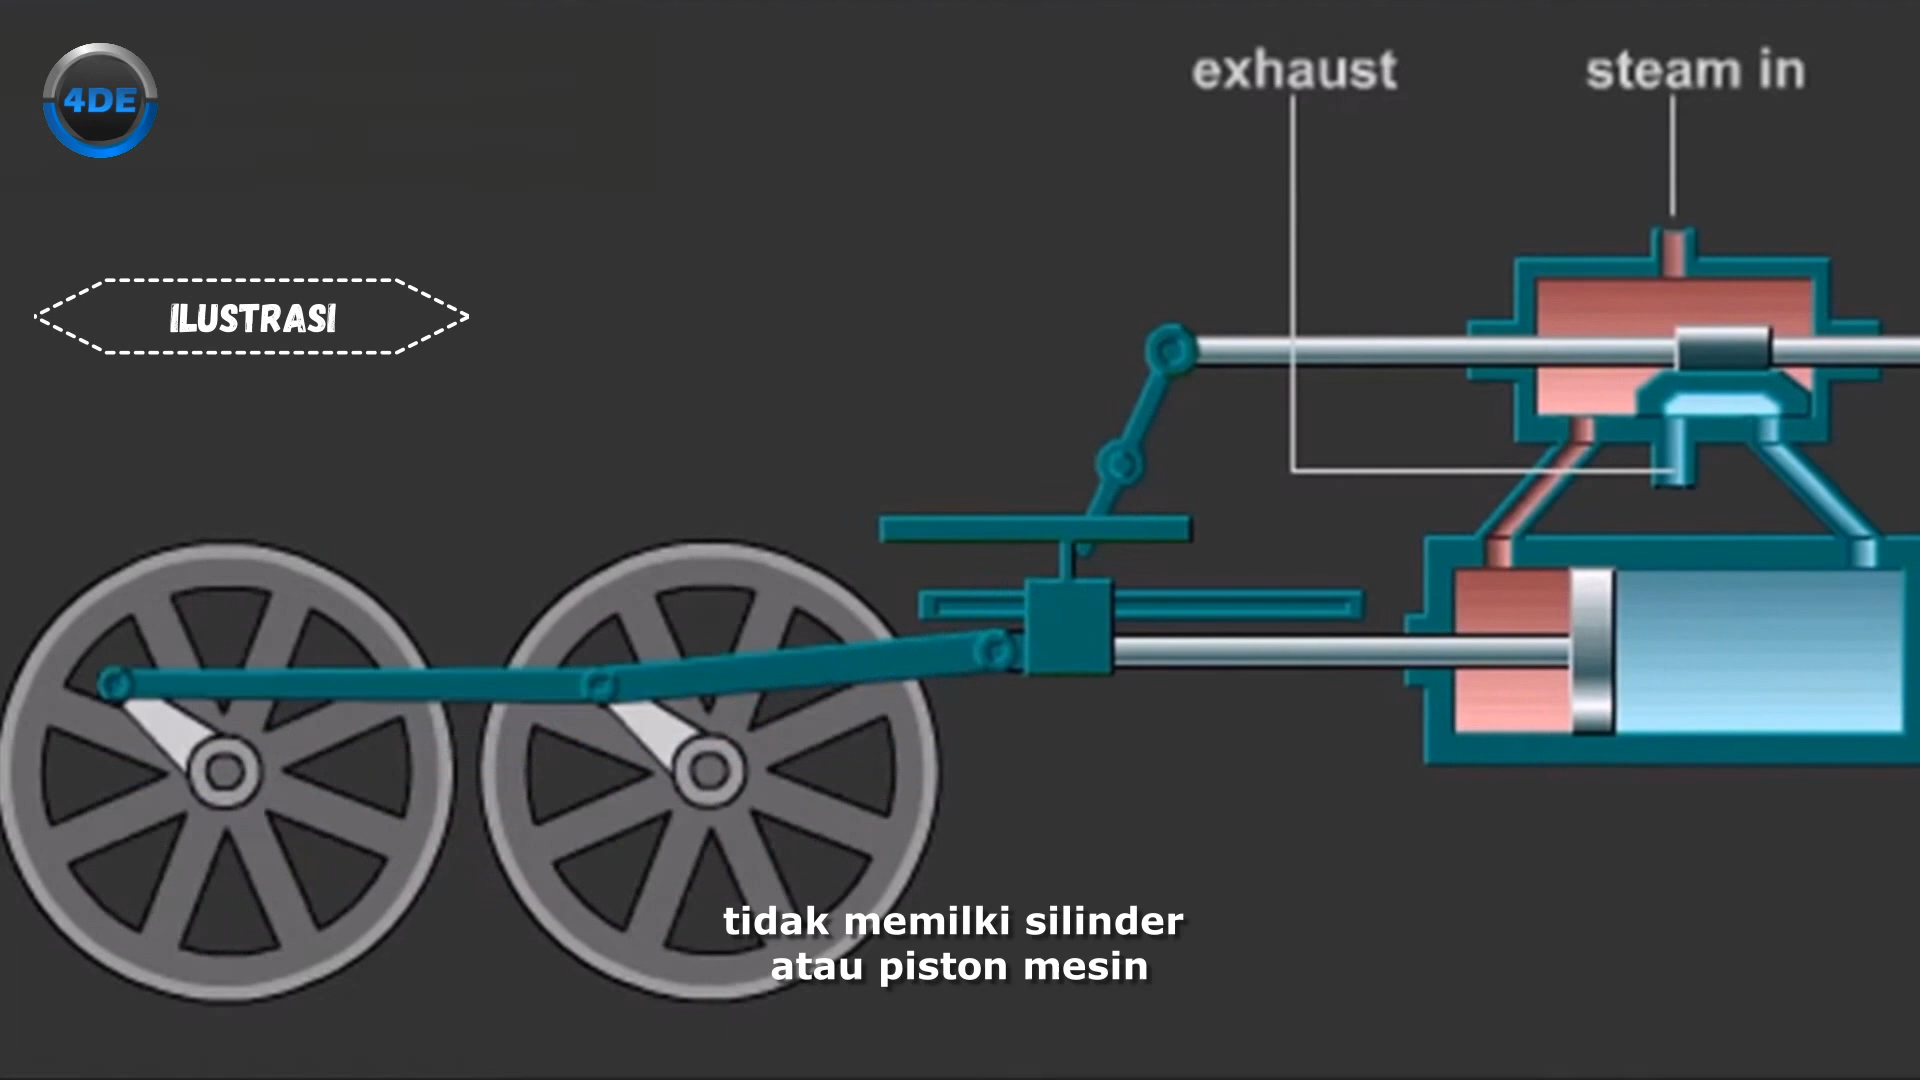 4DE
exhaust
steam in
ILUSTRASI
tidak memilki silinder
atau piston mesin